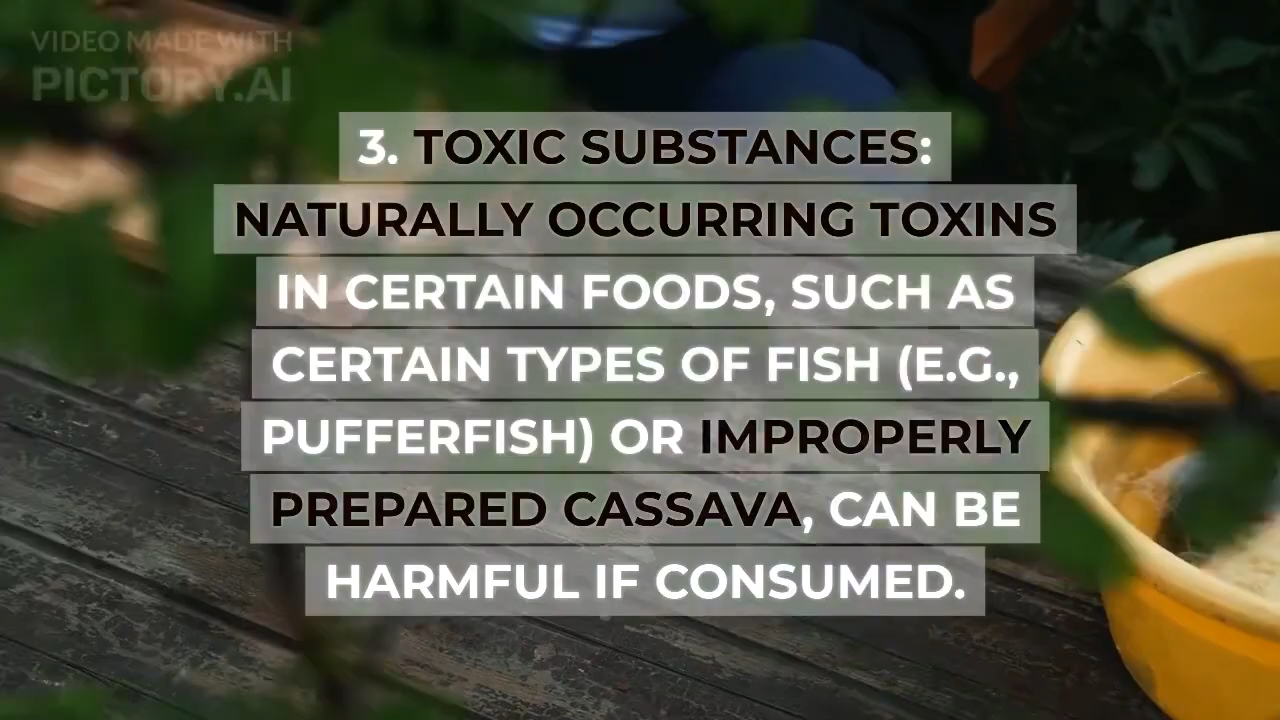 VIDEO MADE WITH
PICTORY.AI
3. TOXIC SUBSTANCES:
NATURALLY OCCURRING TOXINS
IN CERTAIN FOODS, SUCH AS
CERTAIN TYPES OF FISH (E.G.,
PUFFERFISH) OR IMPROPERLY
PREPARED CASSAVA, CAN BE
HARMFUL IF CONSUMED.